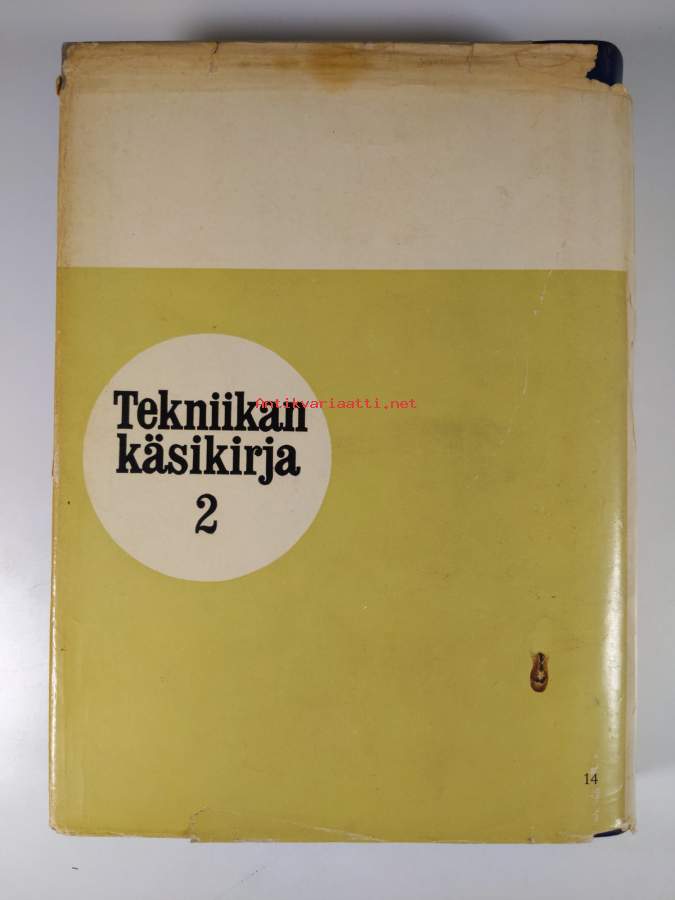 Tekniikan
Antikvariaatti.net
käsikirja
2
14